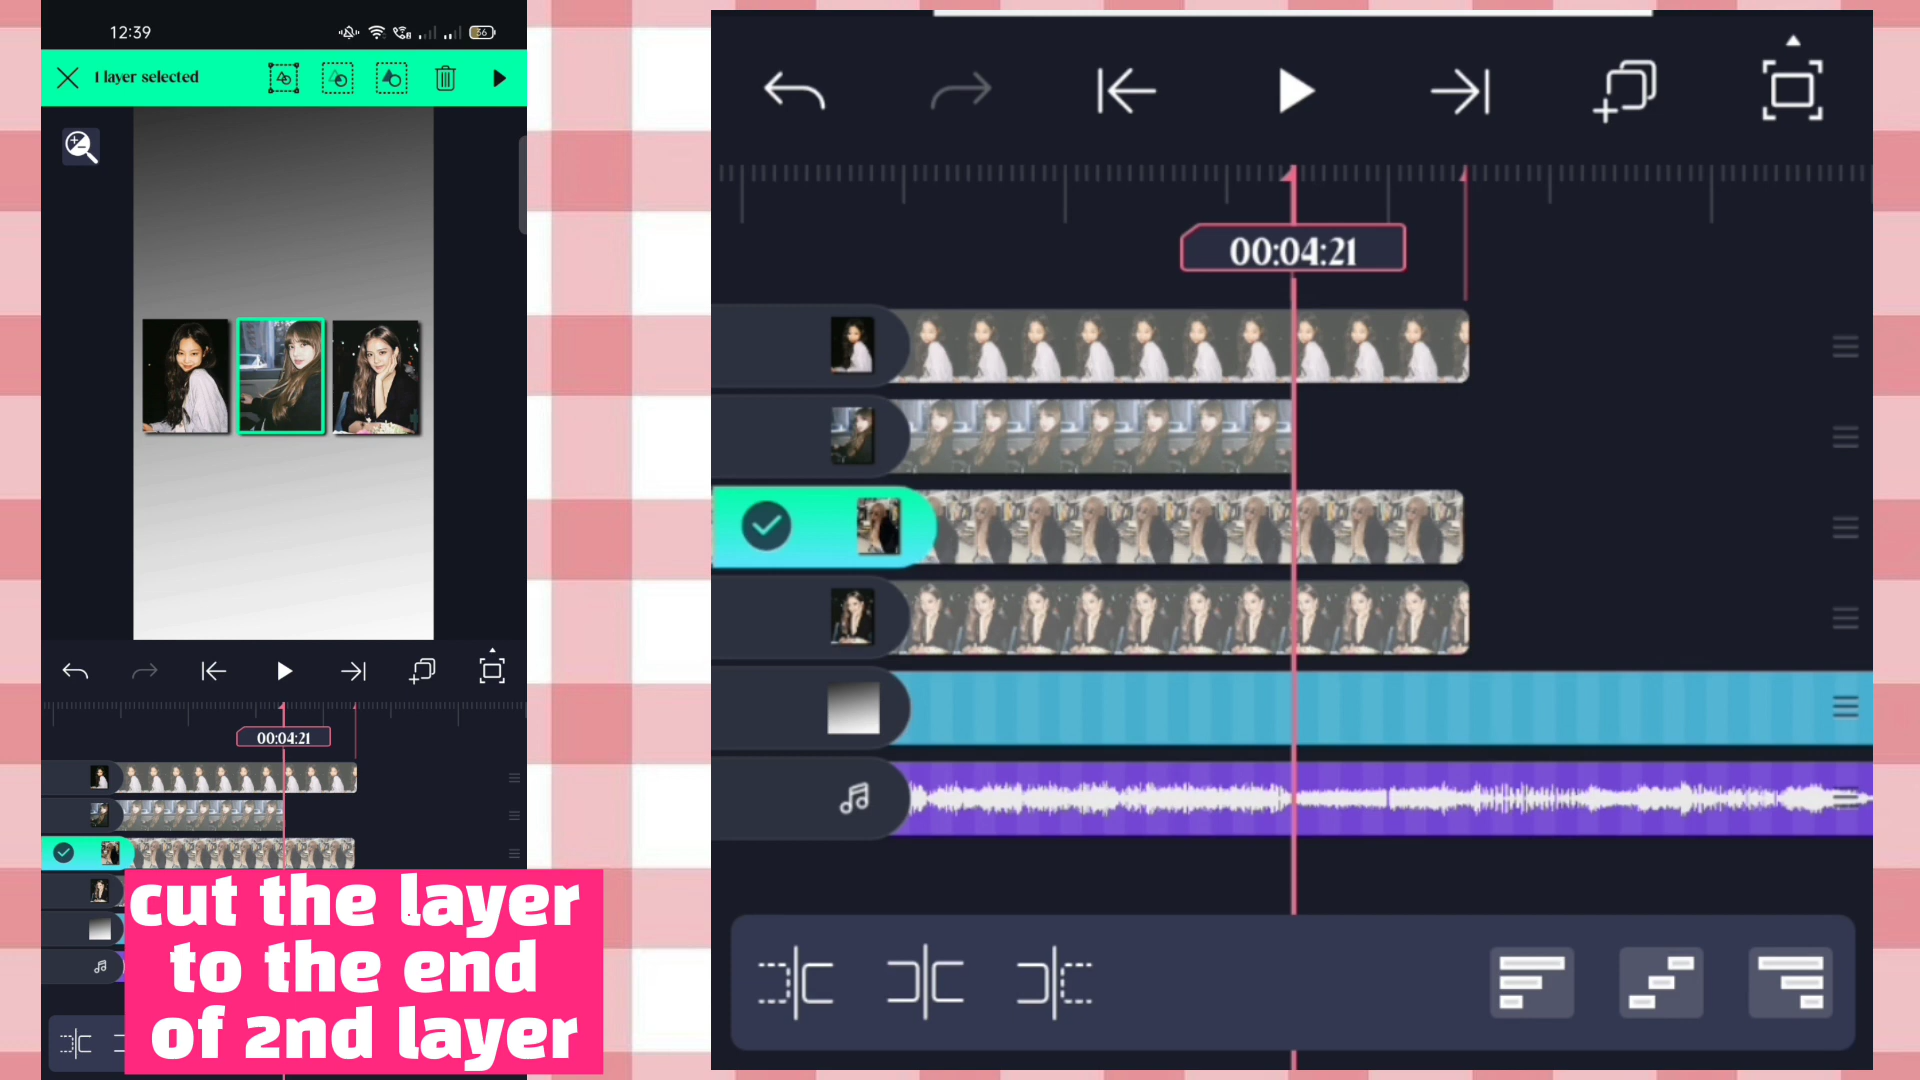 12:39
36
1 layer selected
00:04:21
00:04:21
cut the layer
to the end
of 2nd layer